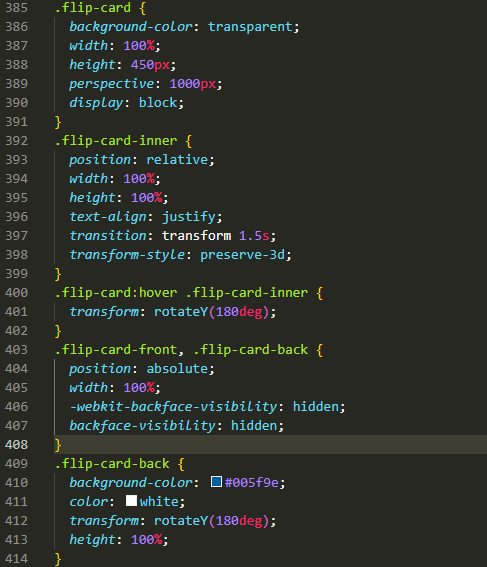 385 .flip-card {
386 background-color: transparent;
387 width: 100%;
388 height: 450px;
389 perspective: 1000px;
390 display: block;
391 }
392 .flip-card-inner {
393 position: relative;
394 width: 100%;
395 height: 100%;
396 text-align: justify;
397 transition: transform 1.5s;
398 transform-style: preserve-3d;
399 }
400 .flip-card:hover .flip-card-inner {
401 transform: rotateY(180deg);
402 }
403 .flip-card-front, .flip-card-back {
404 position: absolute;
405 width: 100%;
406 -webkit-backface-visibility: hidden;
407 backface-visibility: hidden;
408 }
409 .flip-card-back {
410 background-color: #005f9e;
411 color: white;
412 transform: rotateY(180deg);
413 height: 100%;
414 }